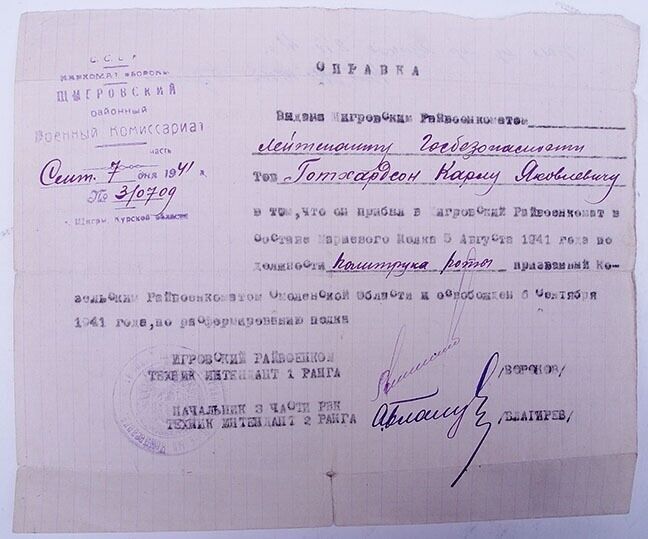 С.С.С.Р.
НАРКОМАТ ОБОРОНЫ
ЩЫГРОВСКИЙ
РАЙОННЫЙ
Военный Комиссариат
часть
Сент. 7 дня 1941 г.
№ 3/0709
г. Щигры, Курской области
СПРАВКА
Выдана Щигровским Райвоенкоматом
Лейтенанту Госбезопасности
Тов Готхардсон Карлу Яковлевичу
в том, что он прибыл в Щигровский Райвоенкомат в
составе Маршевого Полка 5 Августа 1941 года по
должности Политрука роты призванный Ко-
зельским Райвоенкоматом Смоленской Области и освобожден 6 сентября
1941 года, по расформированию полка
ЩИГРОВСКИЙ РАЙВОЕНКОМ
ТЕХНИК ИНТЕНДАНТ 1 РАНГА
/ВОРОНОВ/
НАЧАЛЬНИК 3 ЧАСТИ РВК
ТЕХНИК ИНТЕНДАНТ 2 РАНГА
/ВЛАГИРЕВ/